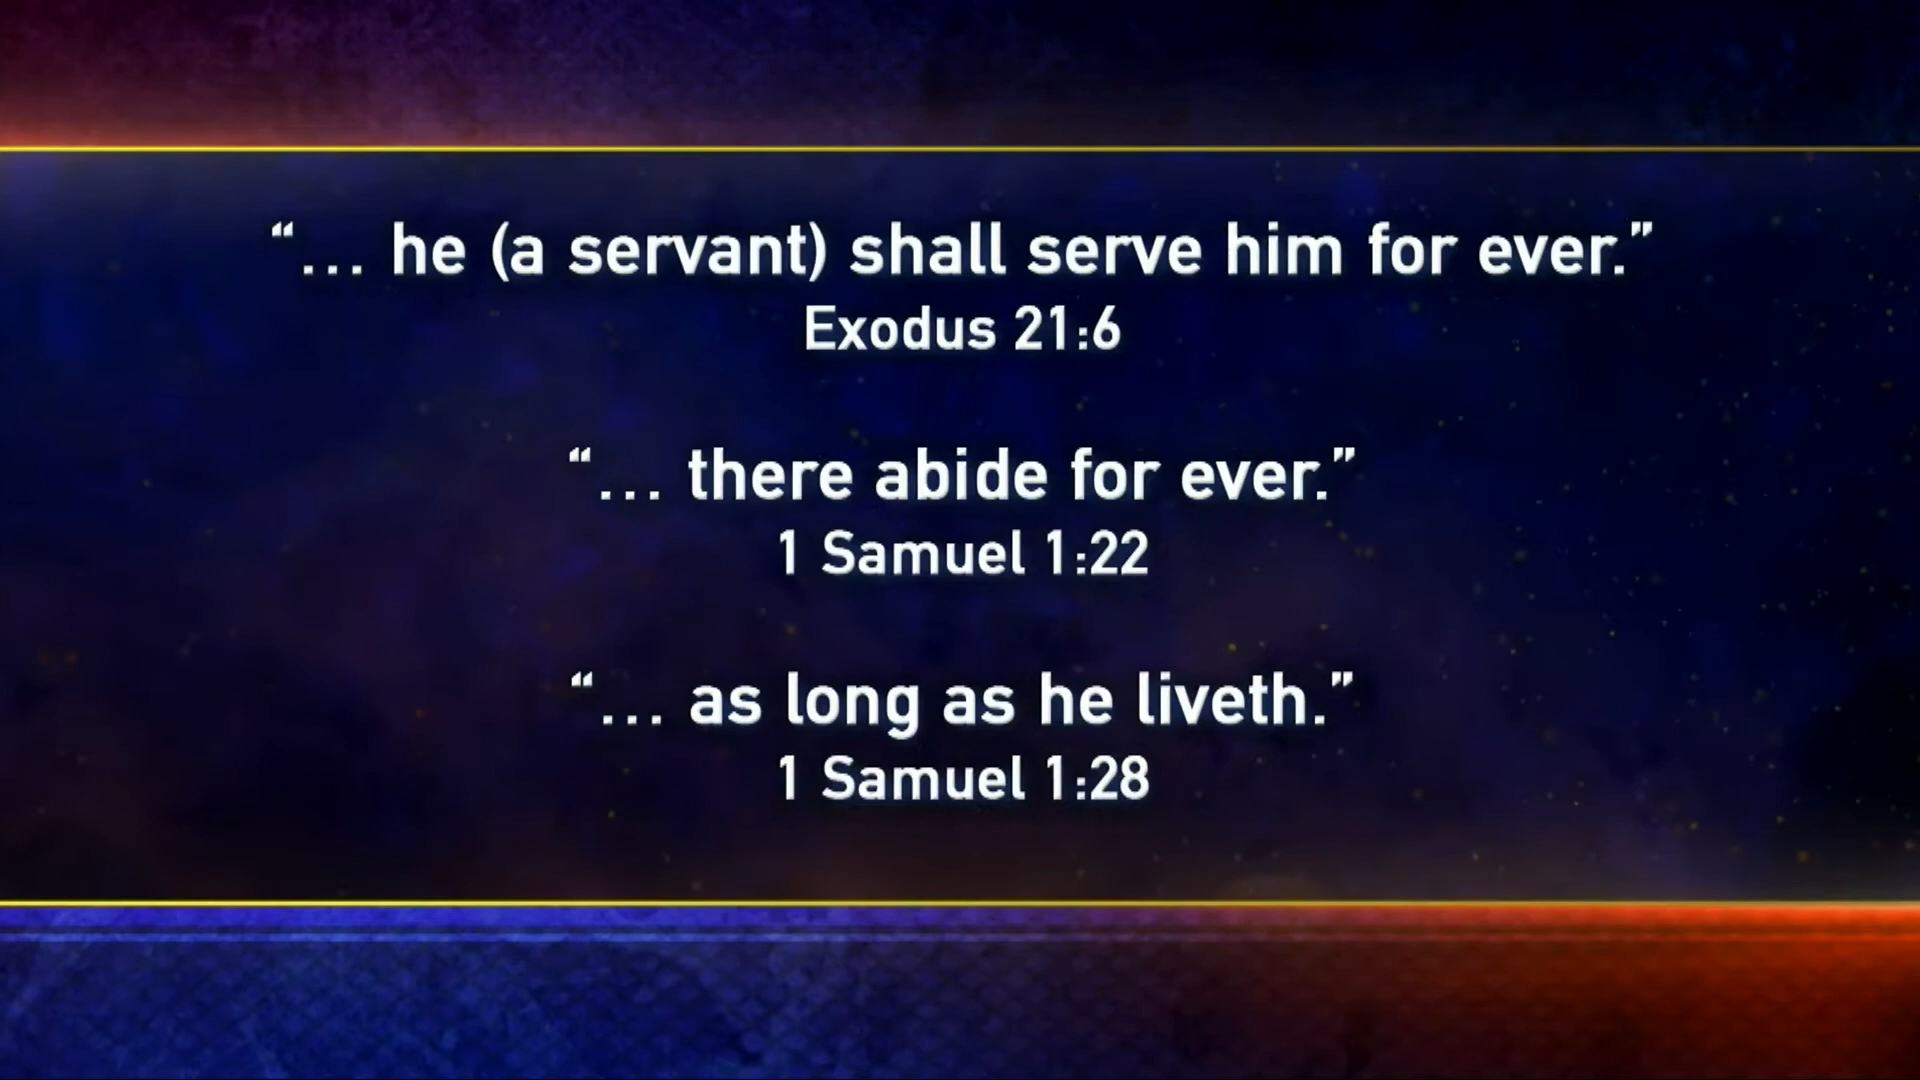 “... he (a servant) shall serve him for ever.”
Exodus 21:6
“... there abide for ever.”
1 Samuel 1:22
“... as long as he liveth.”
1 Samuel 1:28